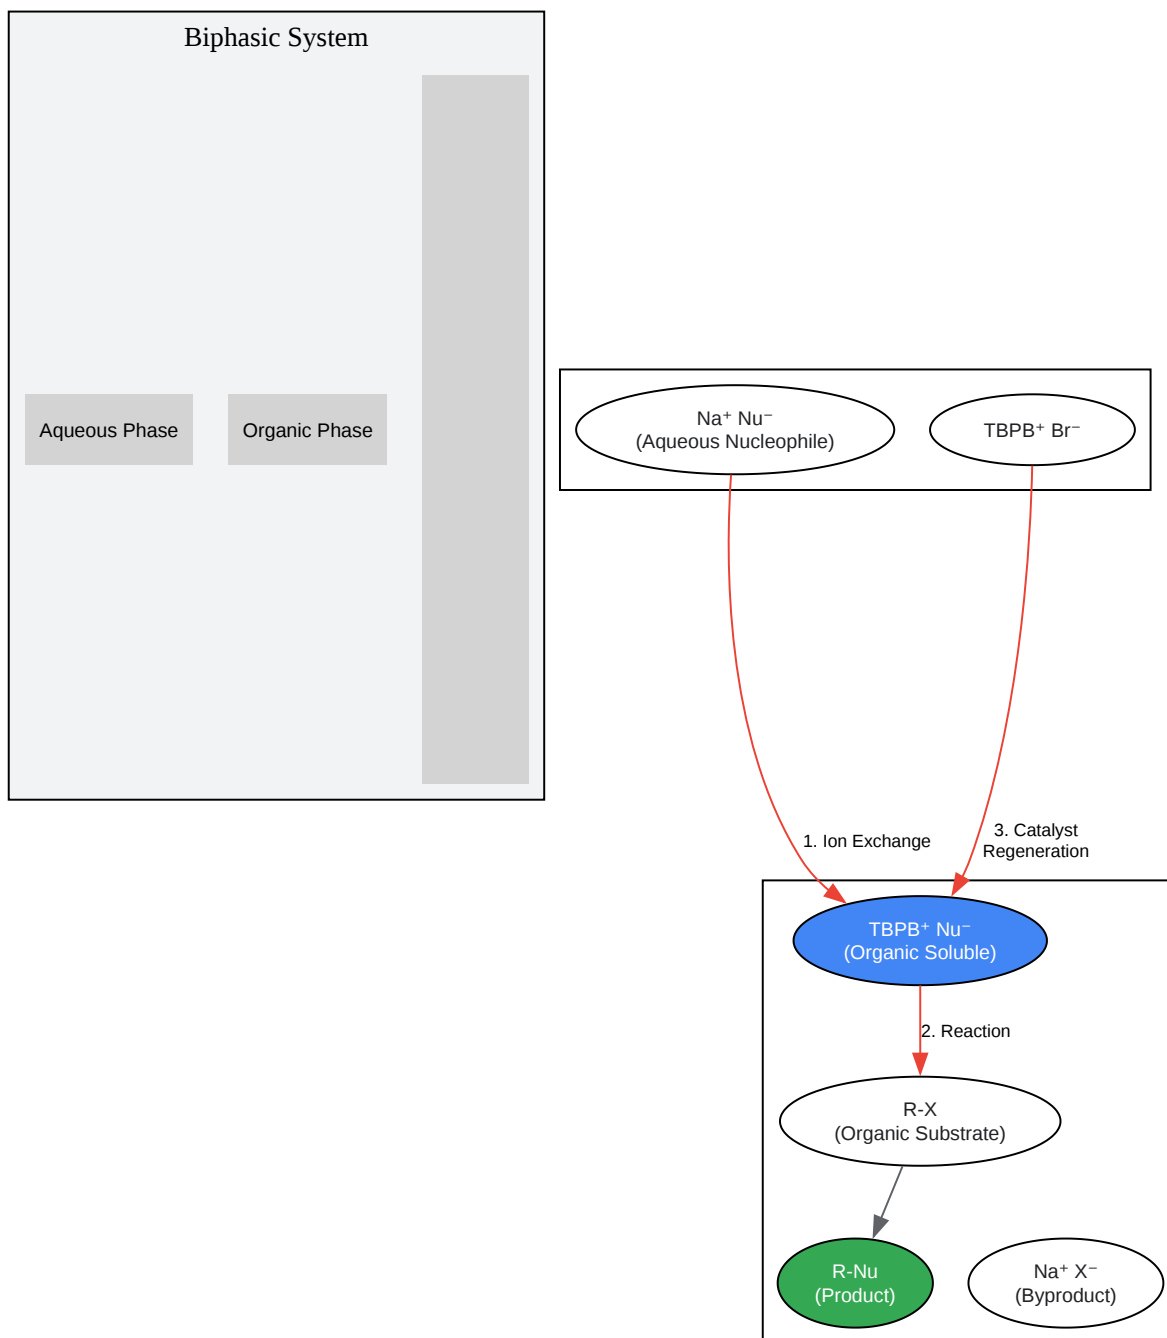 Biphasic System
Aqueous Phase
Organic Phase
Na⁺ Nu⁻
(Aqueous Nucleophile)
TBPB⁺ Br⁻
1. Ion Exchange
3. Catalyst
Regeneration
TBPB⁺ Nu⁻
(Organic Soluble)
2. Reaction
R-X
(Organic Substrate)
R-Nu
(Product)
Na⁺ X⁻
(Byproduct)